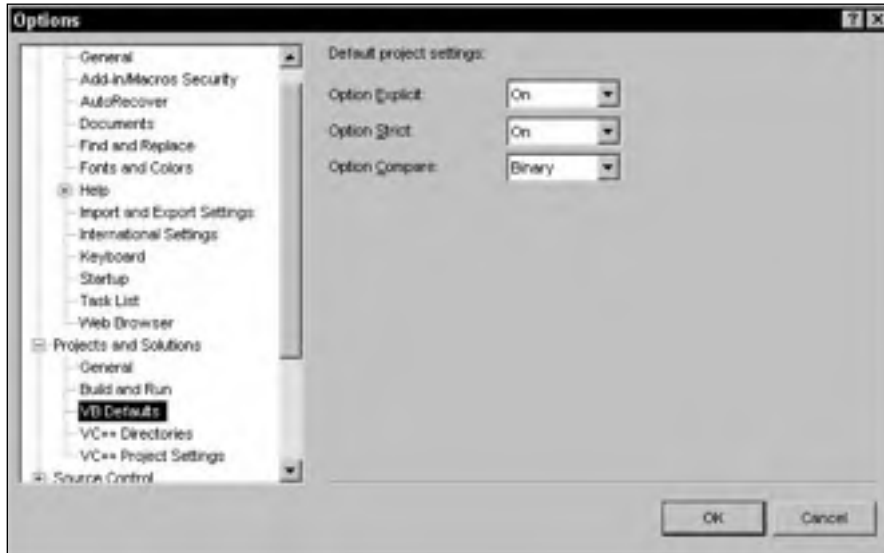 Options
General
Add-in/Macros Security
AutoRecover
Documents
Find and Replace
Fonts and Colors
Help
Import and Export Settings
International Settings
Keyboard
Startup
Task List
Web Browser
Projects and Solutions
General
Build and Run
VB Defaults
VC++ Directories
VC++ Project Settings
Source Control
Default project settings:
Option Explicit: On
Option Strict: On
Option Compare: Binary
OK Cancel